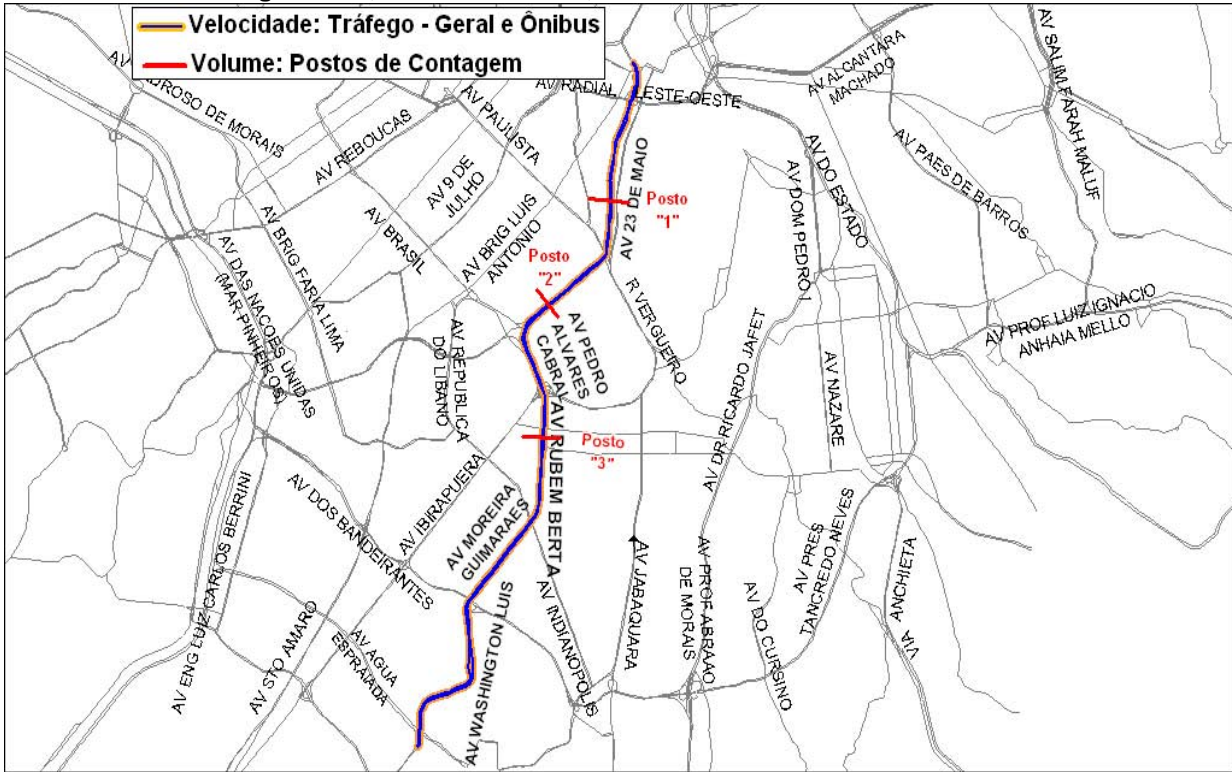 Velocidade: Tráfego - Geral e Ônibus
Volume: Postos de Contagem
AV ALCANTARA
MACHADO
AV SALIM FARAH MALUF
DROSO DE MORAIS
AV PAULISTA
AV RADIAL LESTE-OESTE
AV REBOUCAS
AV 9 DE
JULHO
AV 23 DE MAIO
AV DO ESTADO
AV PAES DE BARROS
AV DOM PEDRO I
Posto
"1"
AV BRASIL
AV BRIG LUIS
ANTONIO
AV BRIG FARIA LIMA
AV DAS NACOES UNIDAS
(MAR PINHEIROS)
Posto
"2"
R VERGUEIRO
AV PEDRO
ALVARES
CABRAL
AV REPUBLICA
DO LIBANO
AV DR RICARDO JAFET
AV NAZARE
AV PROF LUIZ IGNACIO
ANHAIA MELLO
AV RUBEM BERTA
Posto
"3"
AV IBIRAPUERA
AV DOS BANDEIRANTES
AV MOREIRA
GUIMARAES
AV ENG LUIZ CARLOS BERRINI
AV STO AMARO
AV AGUA
ESPRAIADA
AV WASHINGTON LUIS
AV INDIANOPOLIS
AV JABAQUARA
AV PROF ABRAAO
DE MORAIS
AV DO CURSINO
AV PRES
TANCREDO NEVES
VIA ANCHIETA